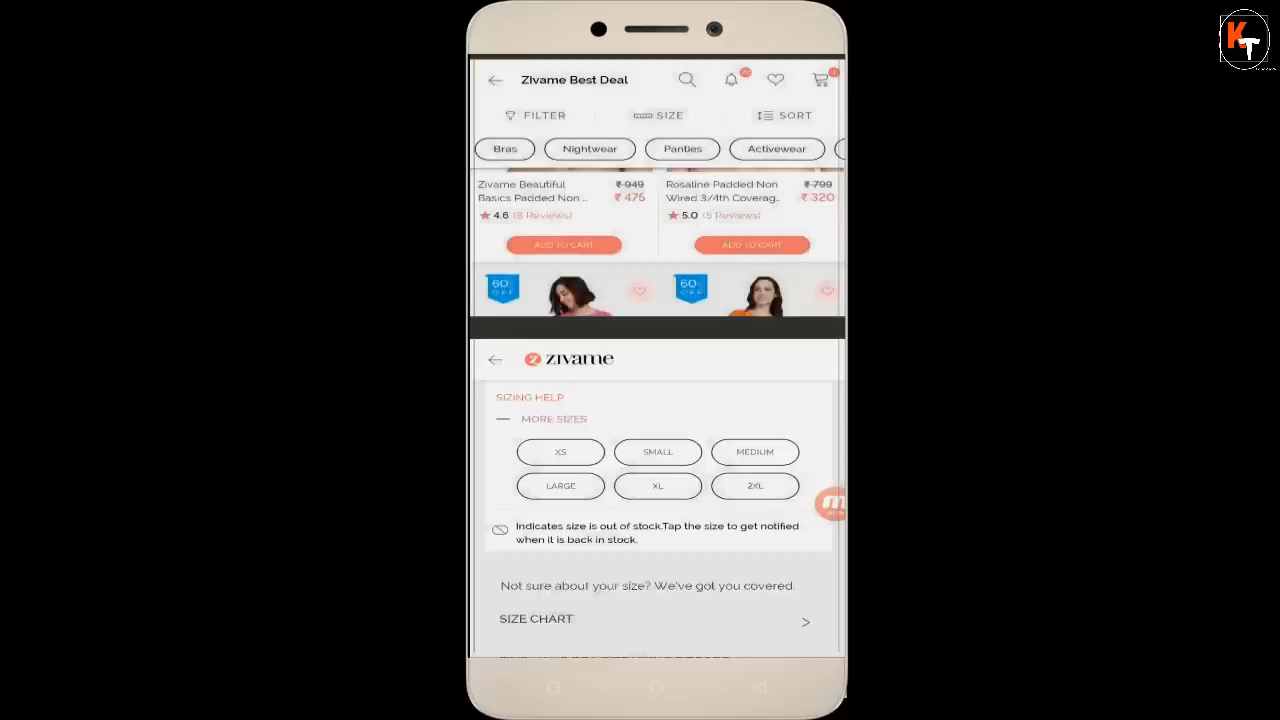 KT
Zivame Best Deal
FILTER SIZE SORT
Bras Nightwear Panties Activewear
Zivame Beautiful ₹ 949
Basics Padded Non .. ₹ 475
4.6 (8 Reviews)
ADD TO CART
Rosaline Padded Non ₹ 799
Wired 3/4th Coverag.. ₹ 320
5.0 (5 Reviews)
ADD TO CART
60
OFF
60
OFF
zivame
SIZING HELP
MORE SIZES
XS SMALL MEDIUM
LARGE XL 2XL
Indicates size is out of stock.Tap the size to get notified
when it is back in stock.
Not sure about your size? We've got you covered.
SIZE CHART >